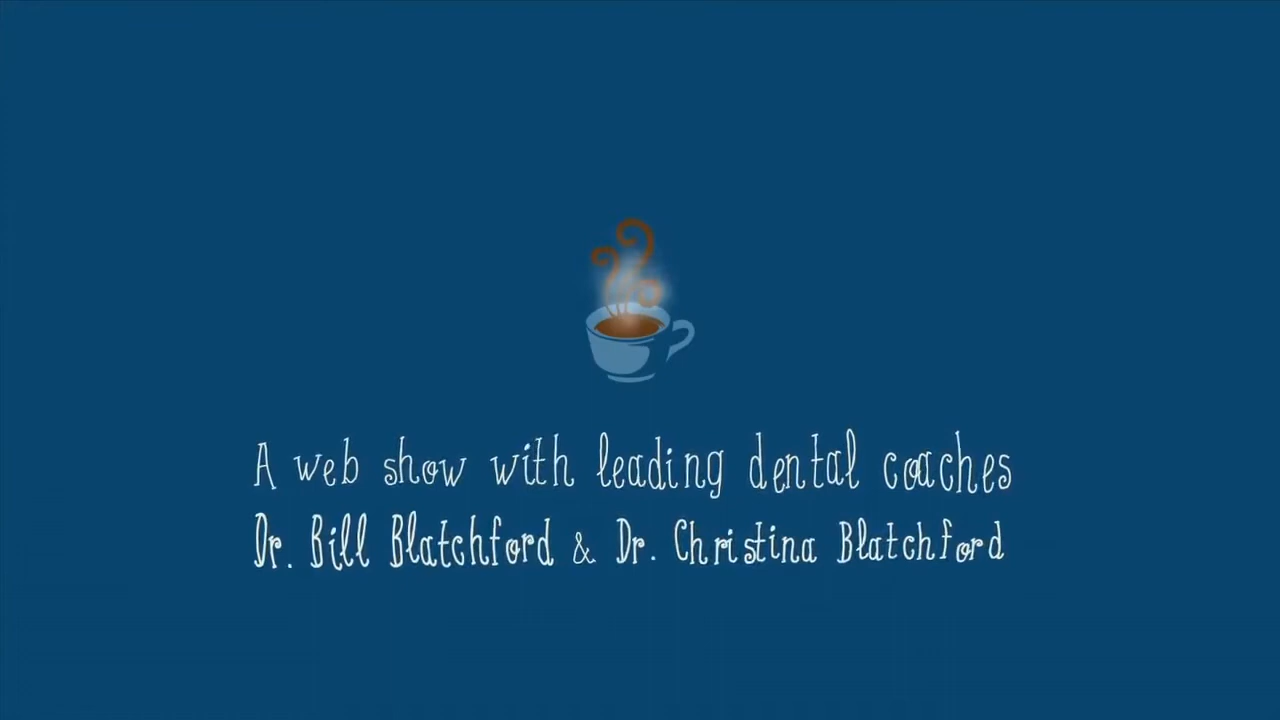 A web show with leading dental coaches
Dr. Bill Blatchford & Dr. Christina Blatchford